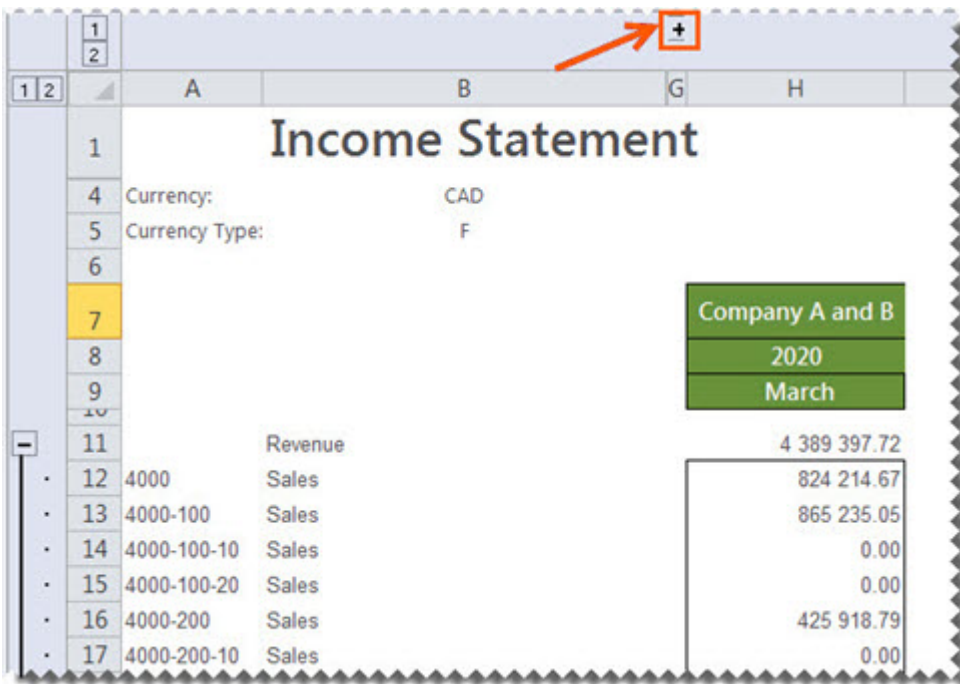 1
2
+
1 2 A B G H
1 Income Statement
4 Currency: CAD
5 Currency Type: F
6
7 Company A and B
8 2020
9 March
10
11 Revenue 4 389 397.72
12 4000 Sales 824 214.67
13 4000-100 Sales 865 235.05
14 4000-100-10 Sales 0.00
15 4000-100-20 Sales 0.00
16 4000-200 Sales 425 918.79
17 4000-200-10 Sales 0.00